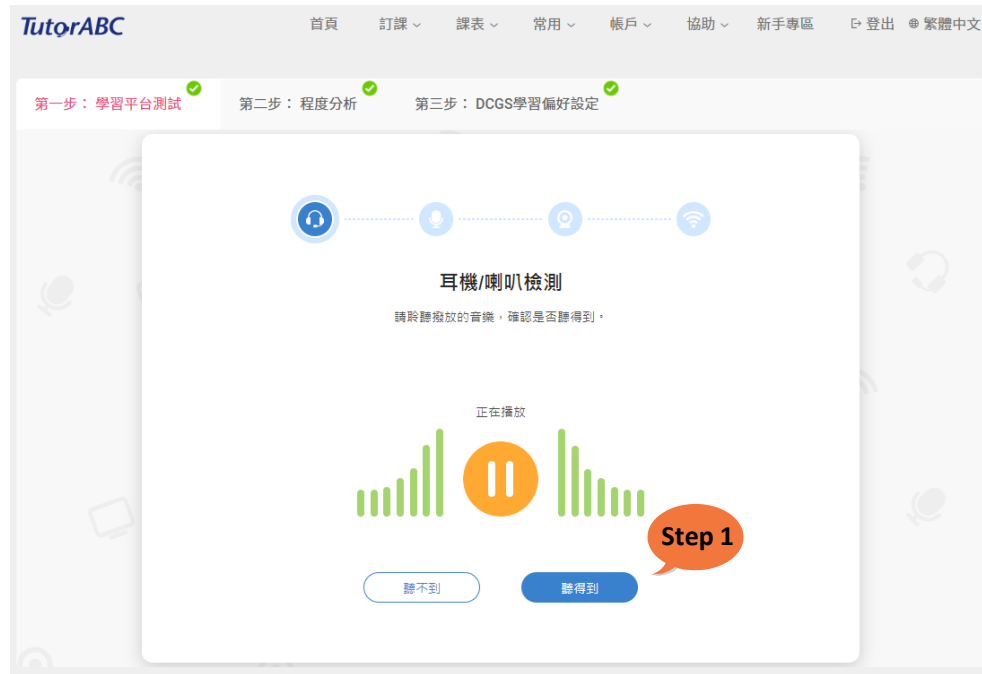 TutorABC 首頁 訂課 課表 常用 帳戶 協助 新手專區 登出 繁體中文
第一步： 學習平台測試 第二步： 程度分析 第三步： DCGS學習偏好設定
耳機/喇叭檢測
請聆聽撥放的音樂，確認是否聽得到。
正在播放
Step 1
聽不到 聽得到